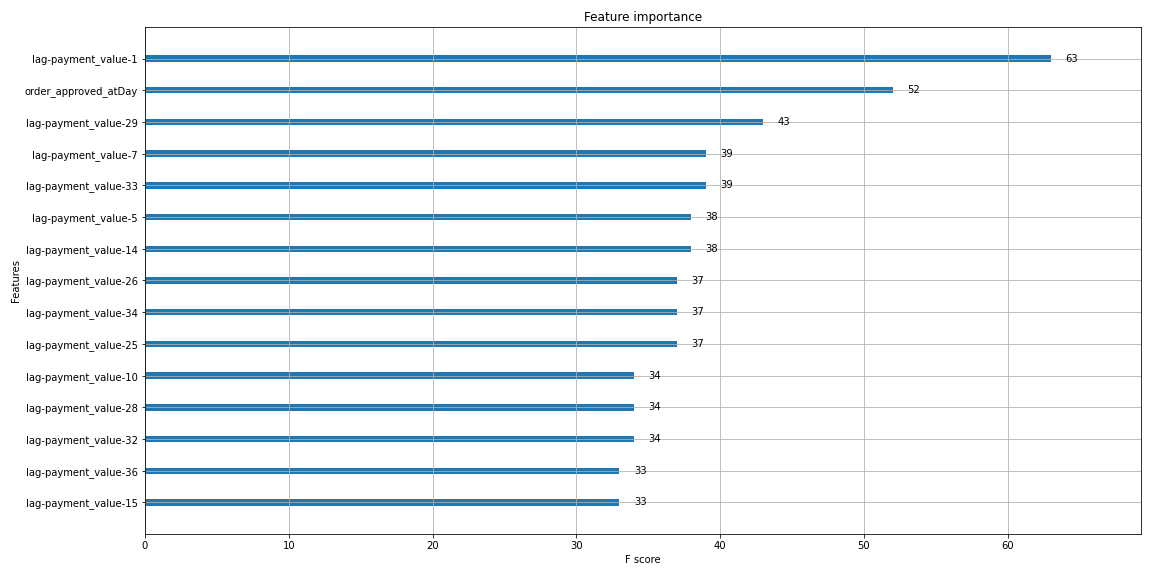 Feature importance
lag-payment_value-1 63
order_approved_atDay 52
lag-payment_value-29 43
lag-payment_value-7 39
lag-payment_value-33 39
lag-payment_value-5 38
lag-payment_value-14 38
lag-payment_value-26 37
lag-payment_value-34 37
lag-payment_value-25 37
lag-payment_value-10 34
lag-payment_value-28 34
lag-payment_value-32 34
lag-payment_value-36 33
lag-payment_value-15 33
Features
0 10 20 30 40 50 60
F score